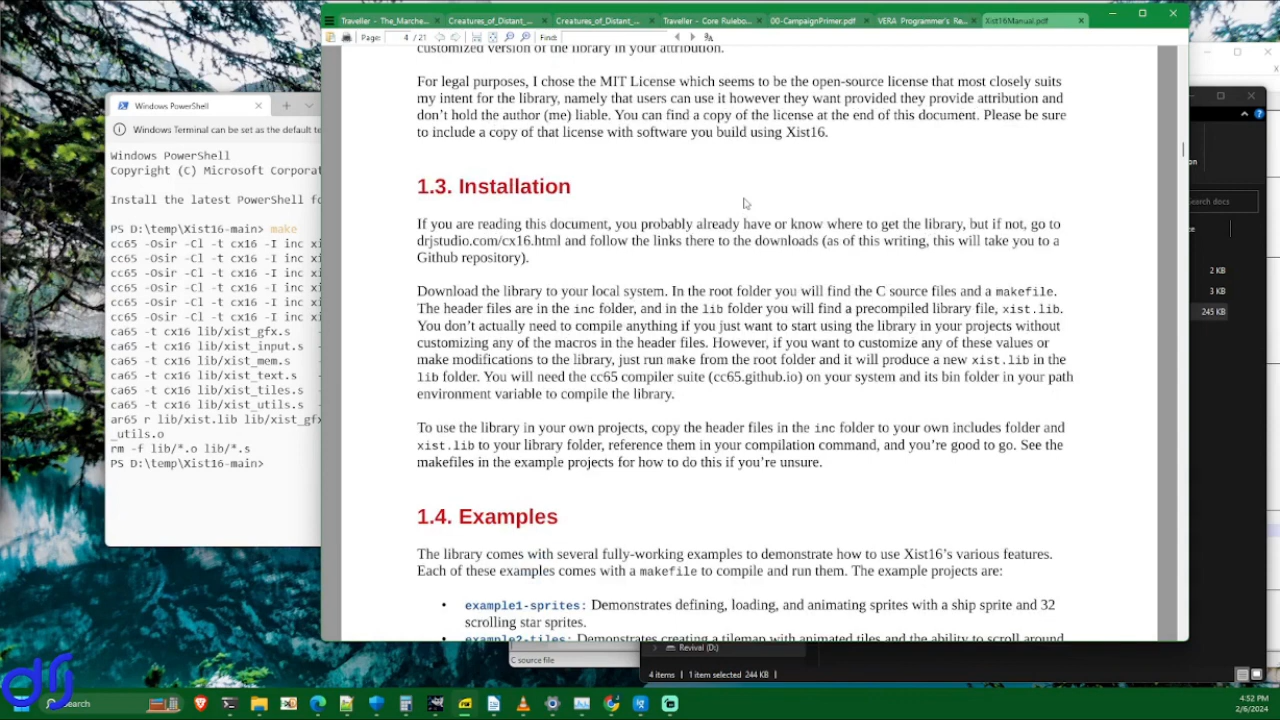 Traveller - The_Marche...
Creatures_of_Distant_...
Creatures_of_Distant_...
Traveller - Core Rulebo...
00-CampaignPrimer.pdf
VERA Programmer's Re...
Xist16Manual.pdf
Page: 4 / 21
Find:
customized version of the library in your attribution.
For legal purposes, I chose the MIT License which seems to be the open-source license that most closely suits
my intent for the library, namely that users can use it however they want provided they provide attribution and
don't hold the author (me) liable. You can find a copy of the license at the end of this document. Please be sure
to include a copy of that license with software you build using Xist16.
1.3. Installation
If you are reading this document, you probably already have or know where to get the library, but if not, go to
drjstudio.com/cx16.html and follow the links there to the downloads (as of this writing, this will take you to a
Github repository).
Download the library to your local system. In the root folder you will find the C source files and a makefile.
The header files are in the inc folder, and in the lib folder you will find a precompiled library file, xist.lib.
You don't actually need to compile anything if you just want to start using the library in your projects without
customizing any of the macros in the header files. However, if you want to customize any of these values or
make modifications to the library, just run make from the root folder and it will produce a new xist.lib in the
lib folder. You will need the cc65 compiler suite (cc65.github.io) on your system and its bin folder in your path
environment variable to compile the library.
To use the library in your own projects, copy the header files in the inc folder to your own includes folder and
xist.lib to your library folder, reference them in your compilation command, and you're good to go. See the
makefiles in the example projects for how to do this if you're unsure.
1.4. Examples
The library comes with several fully-working examples to demonstrate how to use Xist16's various features.
Each of these examples comes with a makefile to compile and run them. The example projects are:
• example1-sprites: Demonstrates defining, loading, and animating sprites with a ship sprite and 32
scrolling star sprites.
example2-tiles: Demonstrates creating a tilemap with animated tiles and the ability to scroll around
Windows PowerShell
Windows Terminal can be set as the default te
Windows PowerShell
Copyright (C) Microsoft Corporat
Install the latest PowerShell fo
PS D:\temp\Xist16-main> make
cc65 -Osir -Cl -t cx16 -I inc xi
cc65 -Osir -Cl -t cx16 -I inc xi
cc65 -Osir -Cl -t cx16 -I inc xi
cc65 -Osir -Cl -t cx16 -I inc xi
cc65 -Osir -Cl -t cx16 -I inc xi
cc65 -Osir -Cl -t cx16 -I inc xi
ca65 -t cx16 lib/xist_gfx.s
ca65 -t cx16 lib/xist_input.s
ca65 -t cx16 lib/xist_mem.s
ca65 -t cx16 lib/xist_text.s
ca65 -t cx16 lib/xist_tiles.s
ca65 -t cx16 lib/xist_utils.s
ar65 r lib/xist.lib lib/xist_gfx
_utils.o
rm -f lib/*.o lib/*.s
PS D:\temp\Xist16-main>
on
Search docs
se
2 KB
3 KB
245 KB
C source file
Revival (D:)
4 items
1 item selected 244 KB
drj
Search
4:52 PM
2/6/2024